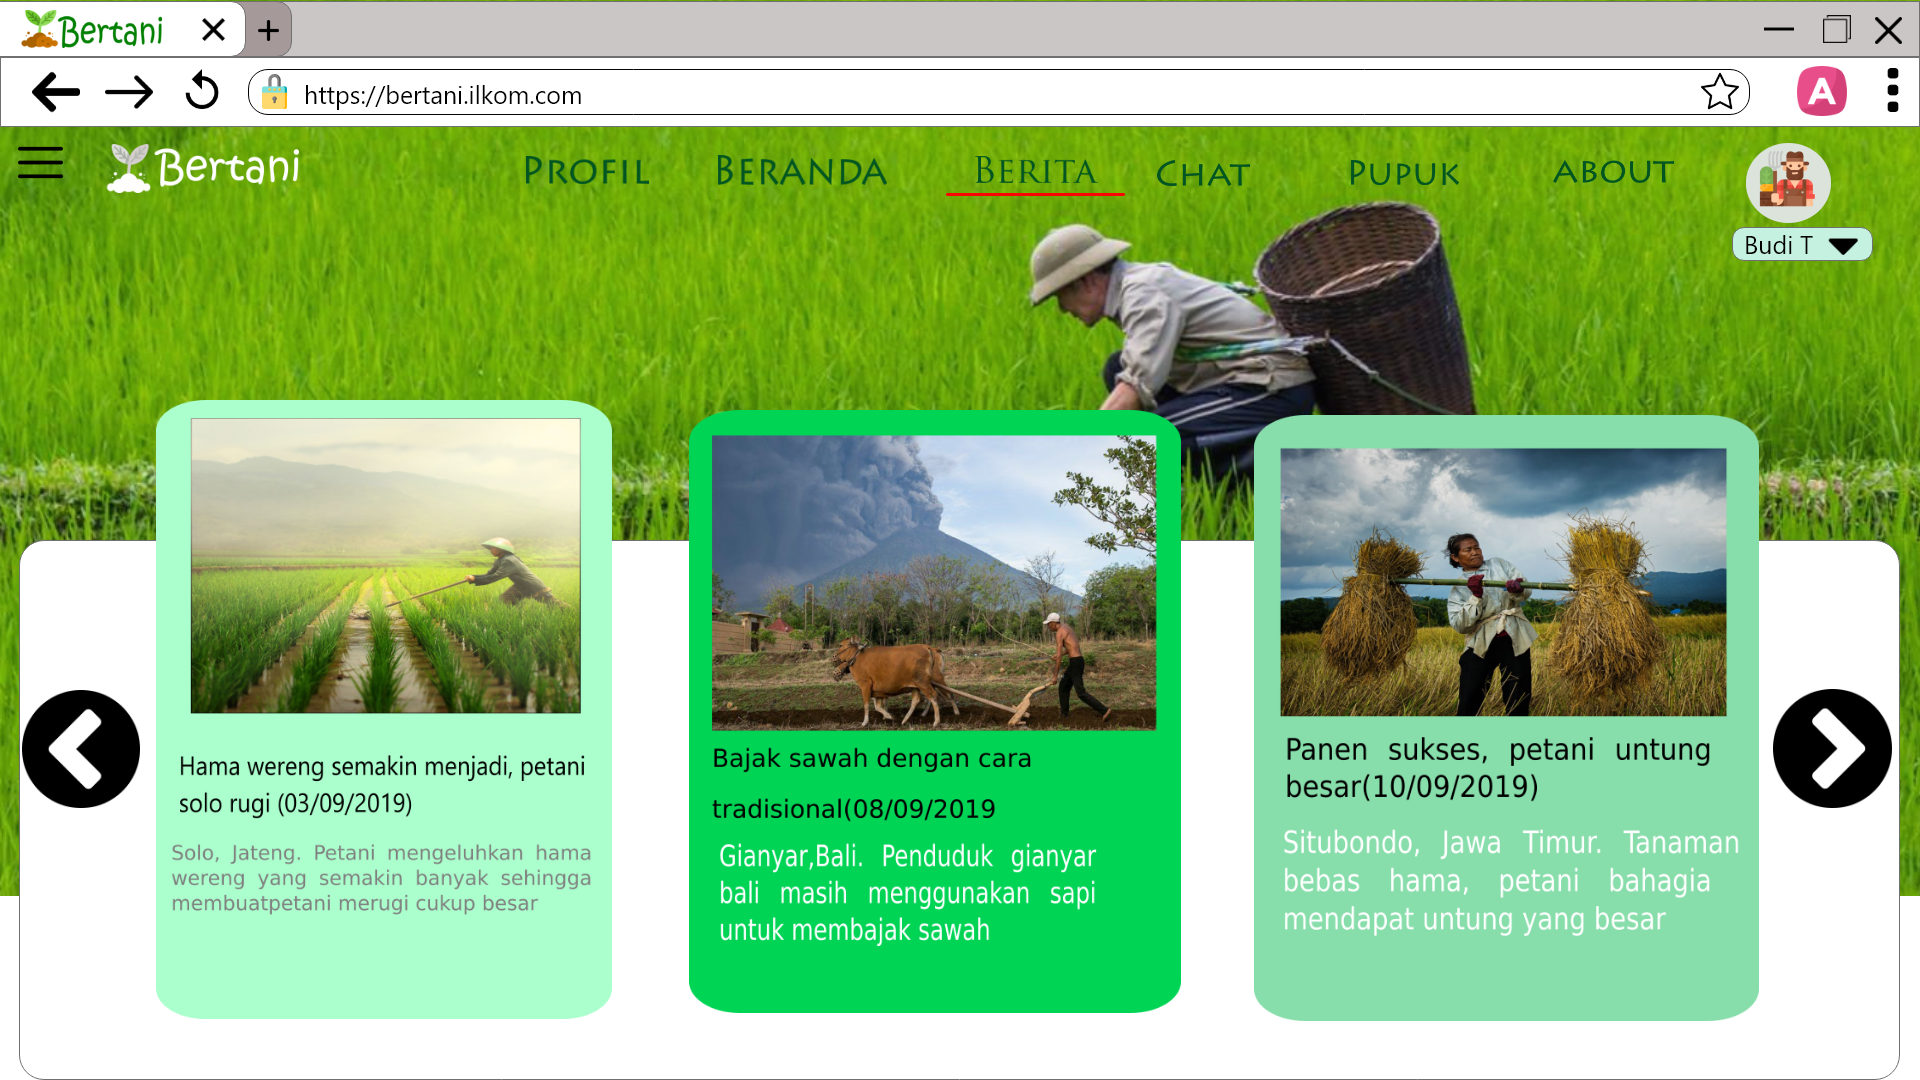 Bertani
https://bertani.ilkom.com
A
Bertani
PROFIL
BERANDA
BERITA
CHAT
PUPUK
ABOUT
Budi T
Hama wereng semakin menjadi, petani
solo rugi (03/09/2019)
Solo, Jateng. Petani mengeluhkan hama
wereng yang semakin banyak sehingga
membuatpetani merugi cukup besar
Bajak sawah dengan cara
tradisional(08/09/2019
Gianyar,Bali. Penduduk gianyar
bali masih menggunakan sapi
untuk membajak sawah
Panen sukses, petani untung
besar(10/09/2019)
Situbondo, Jawa Timur. Tanaman
bebas hama, petani bahagia
mendapat untung yang besar